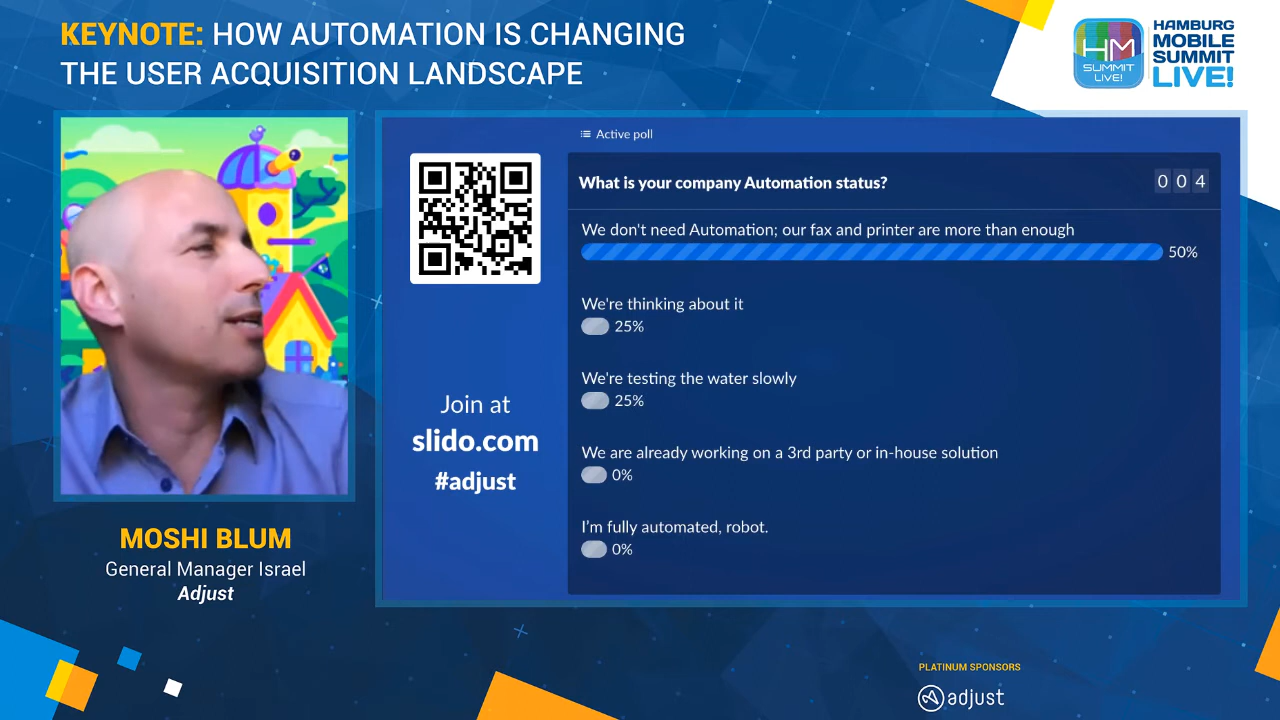 KEYNOTE: HOW AUTOMATION IS CHANGING
THE USER ACQUISITION LANDSCAPE
HM
SUMMIT
LIVE!
HAMBURG
MOBILE
SUMMIT
LIVE!
Active poll
What is your company Automation status?
0 0 4
We don't need Automation; our fax and printer are more than enough
50%
We're thinking about it
25%
We're testing the water slowly
25%
We are already working on a 3rd party or in-house solution
0%
I'm fully automated, robot.
0%
Join at
slido.com
#adjust
MOSHI BLUM
General Manager Israel
Adjust
PLATINUM SPONSORS
adjust